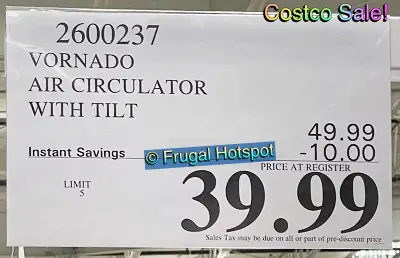 Costco Sale!
2600237
VORNADO
AIR CIRCULATOR
WITH TILT
49.99
Instant Savings -10.00
© Frugal Hotspot
PRICE AT REGISTER
LIMIT
5
39.99
Sales Tax may be due on all or part of pre-discount price